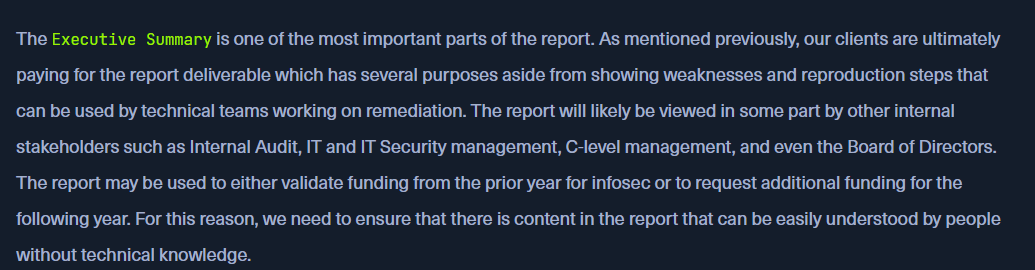 The Executive Summary is one of the most important parts of the report. As mentioned previously, our clients are ultimately
paying for the report deliverable which has several purposes aside from showing weaknesses and reproduction steps that
can be used by technical teams working on remediation. The report will likely be viewed in some part by other internal
stakeholders such as Internal Audit, IT and IT Security management, C-level management, and even the Board of Directors.
The report may be used to either validate funding from the prior year for infosec or to request additional funding for the
following year. For this reason, we need to ensure that there is content in the report that can be easily understood by people
without technical knowledge.